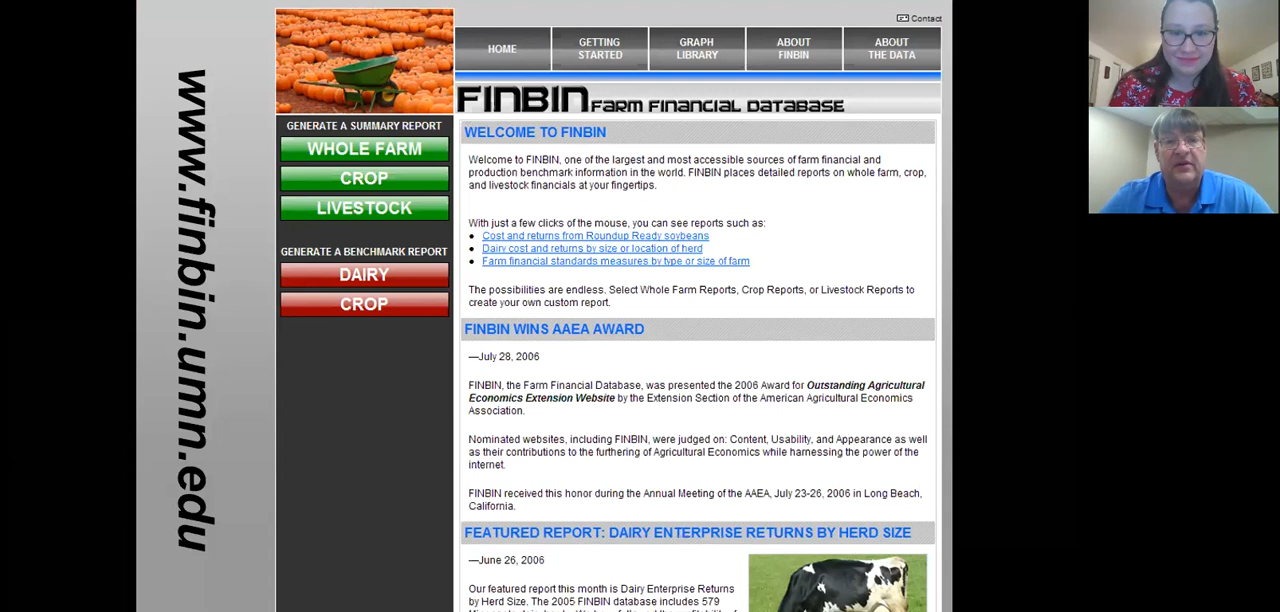 www.finbin.umn.edu
Contact
HOME
GETTING STARTED
GRAPH LIBRARY
ABOUT FINBIN
ABOUT THE DATA
FINBIN FARM FINANCIAL DATABASE
GENERATE A SUMMARY REPORT
WHOLE FARM
CROP
LIVESTOCK
GENERATE A BENCHMARK REPORT
DAIRY
CROP
WELCOME TO FINBIN
Welcome to FINBIN, one of the largest and most accessible sources of farm financial and
production benchmark information in the world. FINBIN places detailed reports on whole farm, crop,
and livestock financials at your fingertips.
With just a few clicks of the mouse, you can see reports such as:
• Cost and returns from Roundup Ready soybeans
• Dairy cost and returns by size or location of herd
• Farm financial standards measures by type or size of farm
The possibilities are endless. Select Whole Farm Reports, Crop Reports, or Livestock Reports to
create your own custom report.
FINBIN WINS AAEA AWARD
—July 28, 2006
FINBIN, the Farm Financial Database, was presented the 2006 Award for Outstanding Agricultural
Economics Extension Website by the Extension Section of the American Agricultural Economics
Association.
Nominated websites, including FINBIN, were judged on: Content, Usability, and Appearance as well
as their contributions to the furthering of Agricultural Economics while harnessing the power of the
internet.
FINBIN received this honor during the Annual Meeting of the AAEA, July 23-26, 2006 in Long Beach,
California.
FEATURED REPORT: DAIRY ENTERPRISE RETURNS BY HERD SIZE
—June 26, 2006
Our featured report this month is Dairy Enterprise Returns
by Herd Size. The 2005 FINBIN database includes 579